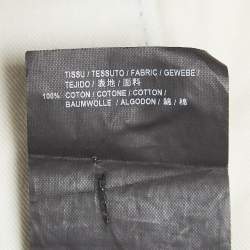 TISSU / TESSUTO / FABRIC / GEWEBE /
TEJIDO / 表地 / 面料
100% COTON / COTONE / COTTON /
BAUMWOLLE / ALGODON / 綿 / 棉